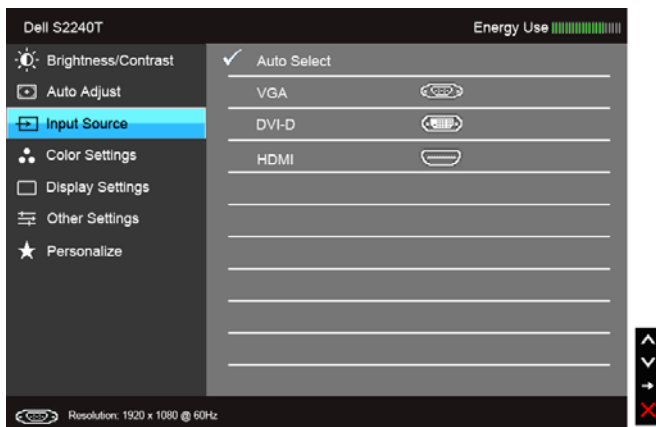 Dell S2240T
Energy Use
Brightness/Contrast
Auto Adjust
Input Source
Color Settings
Display Settings
Other Settings
Personalize
Auto Select
VGA
DVI-D
HDMI
Resolution: 1920 x 1080 @ 60Hz